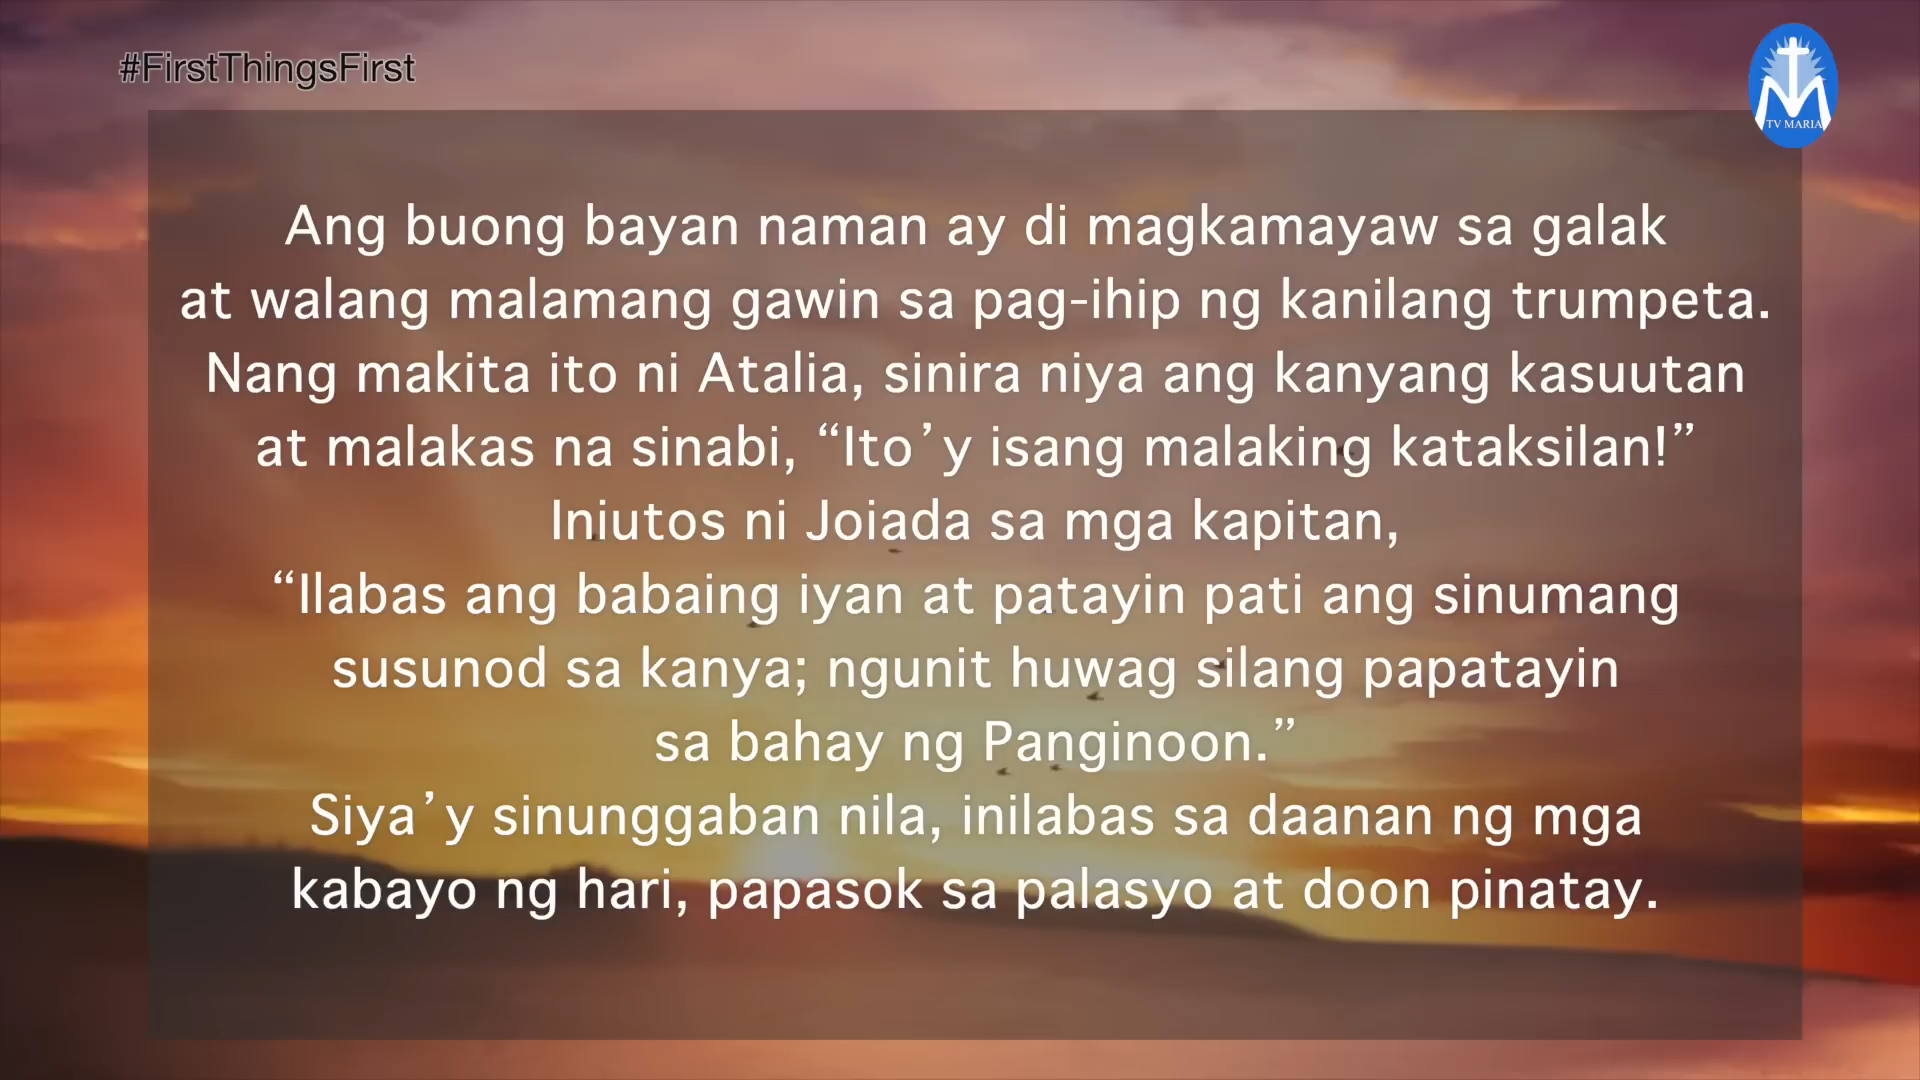 #FirstThingsFirst
TV MARIA
Ang buong bayan naman ay di magkamayaw sa galak
at walang malamang gawin sa pag-ihip ng kanilang trumpeta.
Nang makita ito ni Atalia, sinira niya ang kanyang kasuutan
at malakas na sinabi, “Ito’y isang malaking kataksilan!”
Iniutos ni Joiada sa mga kapitan,
“Ilabas ang babaing iyan at patayin pati ang sinumang
susunod sa kanya; ngunit huwag silang papatayin
sa bahay ng Panginoon.”
Siya’y sinunggaban nila, inilabas sa daanan ng mga
kabayo ng hari, papasok sa palasyo at doon pinatay.